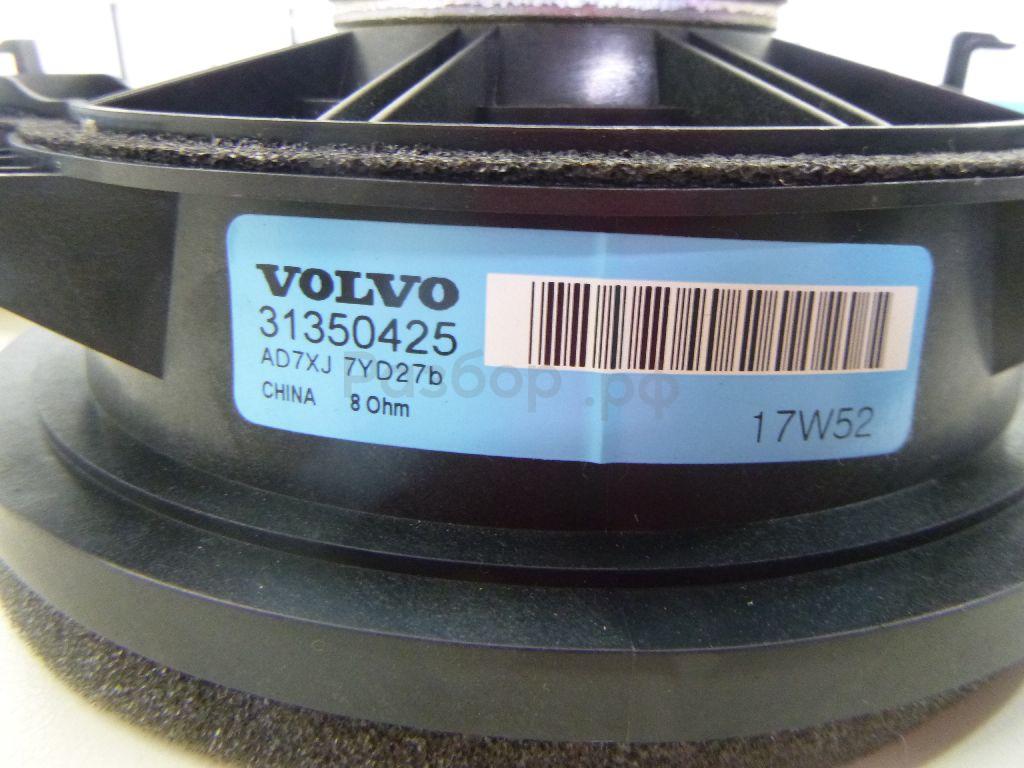 VOLVO
31350425
AD7XJ 7YD27b
CHINA 8 Ohm
17W52
Разбор.рф